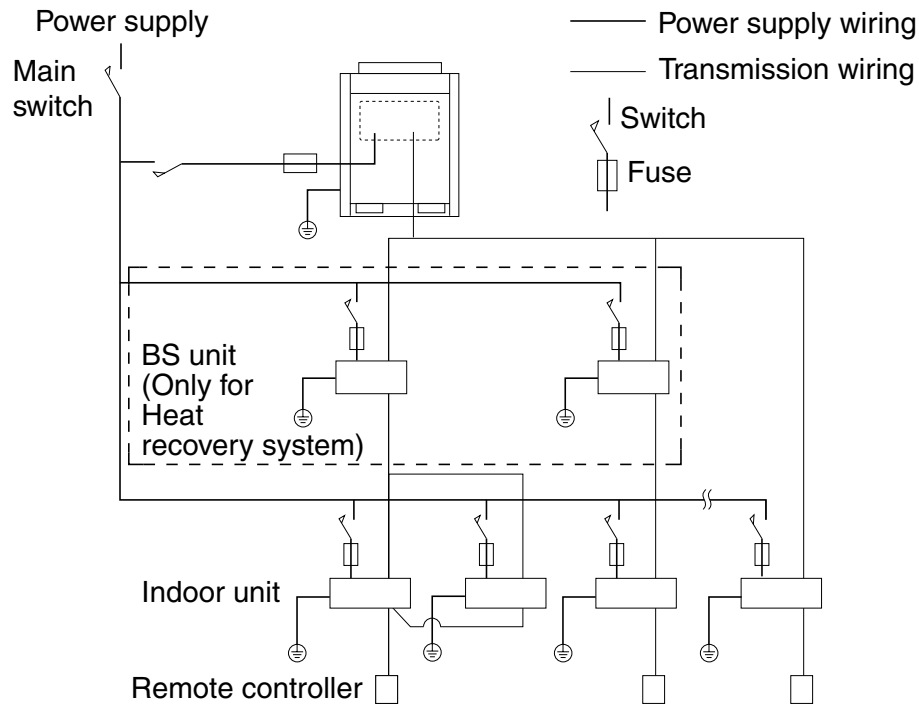 Power supply
Main
switch
Power supply wiring
Transmission wiring
Switch
Fuse
BS unit
(Only for
Heat
recovery system)
Indoor unit
Remote controller